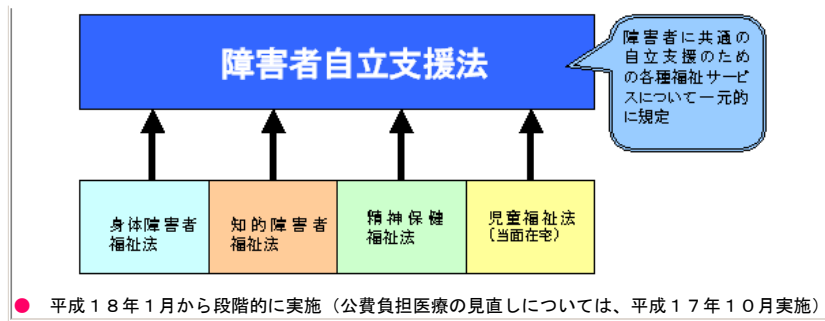 障害者自立支援法
障害者に共通の
自立支援のため
の各種福祉サービ
スについて一元的
に規定
身体障害者
福祉法
知的障害者
福祉法
精神保健
福祉法
児童福祉法
（当面在宅）
● 平成１８年１月から段階的に実施（公費負担医療の見直しについては、平成１７年１０月実施）